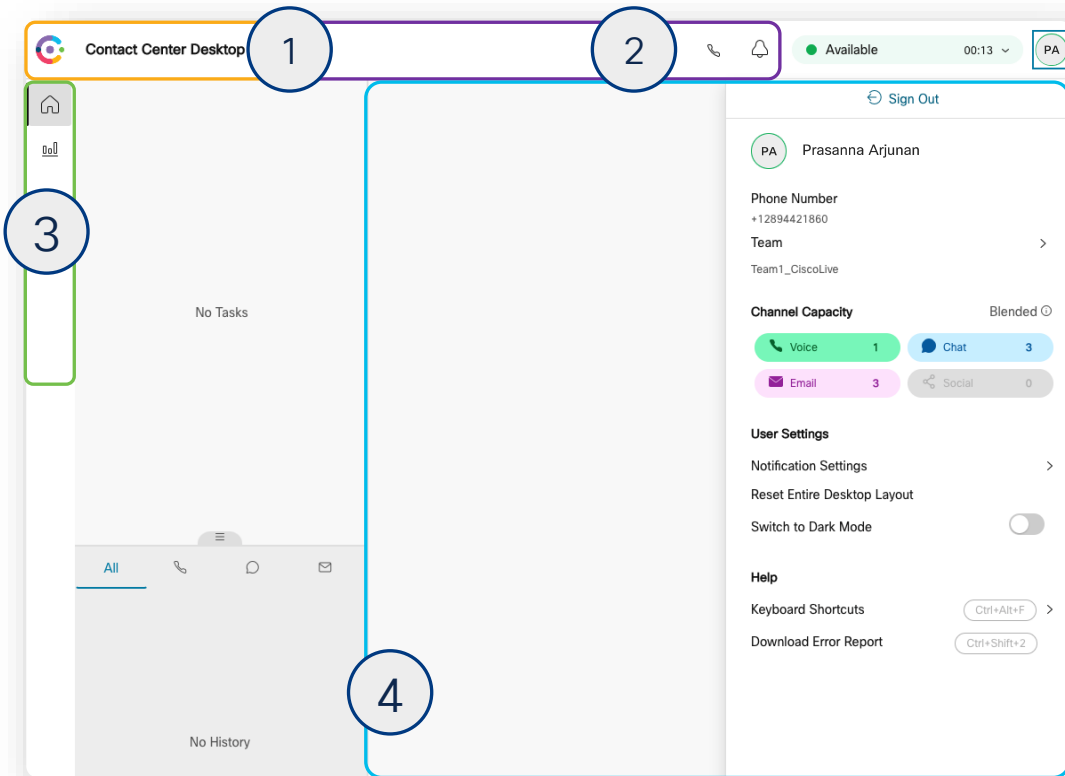 Contact Center Desktop
1
2
Available 00:13
PA
Sign Out
PA Prasanna Arjunan
Phone Number
+12894421860
Team
Team1_CiscoLive
Channel Capacity Blended
Voice 1 Chat 3
Email 3 Social 0
User Settings
Notification Settings
Reset Entire Desktop Layout
Switch to Dark Mode
Help
Keyboard Shortcuts Ctrl+Alt+F
Download Error Report Ctrl+Shift+2
3
No Tasks
All
4
No History